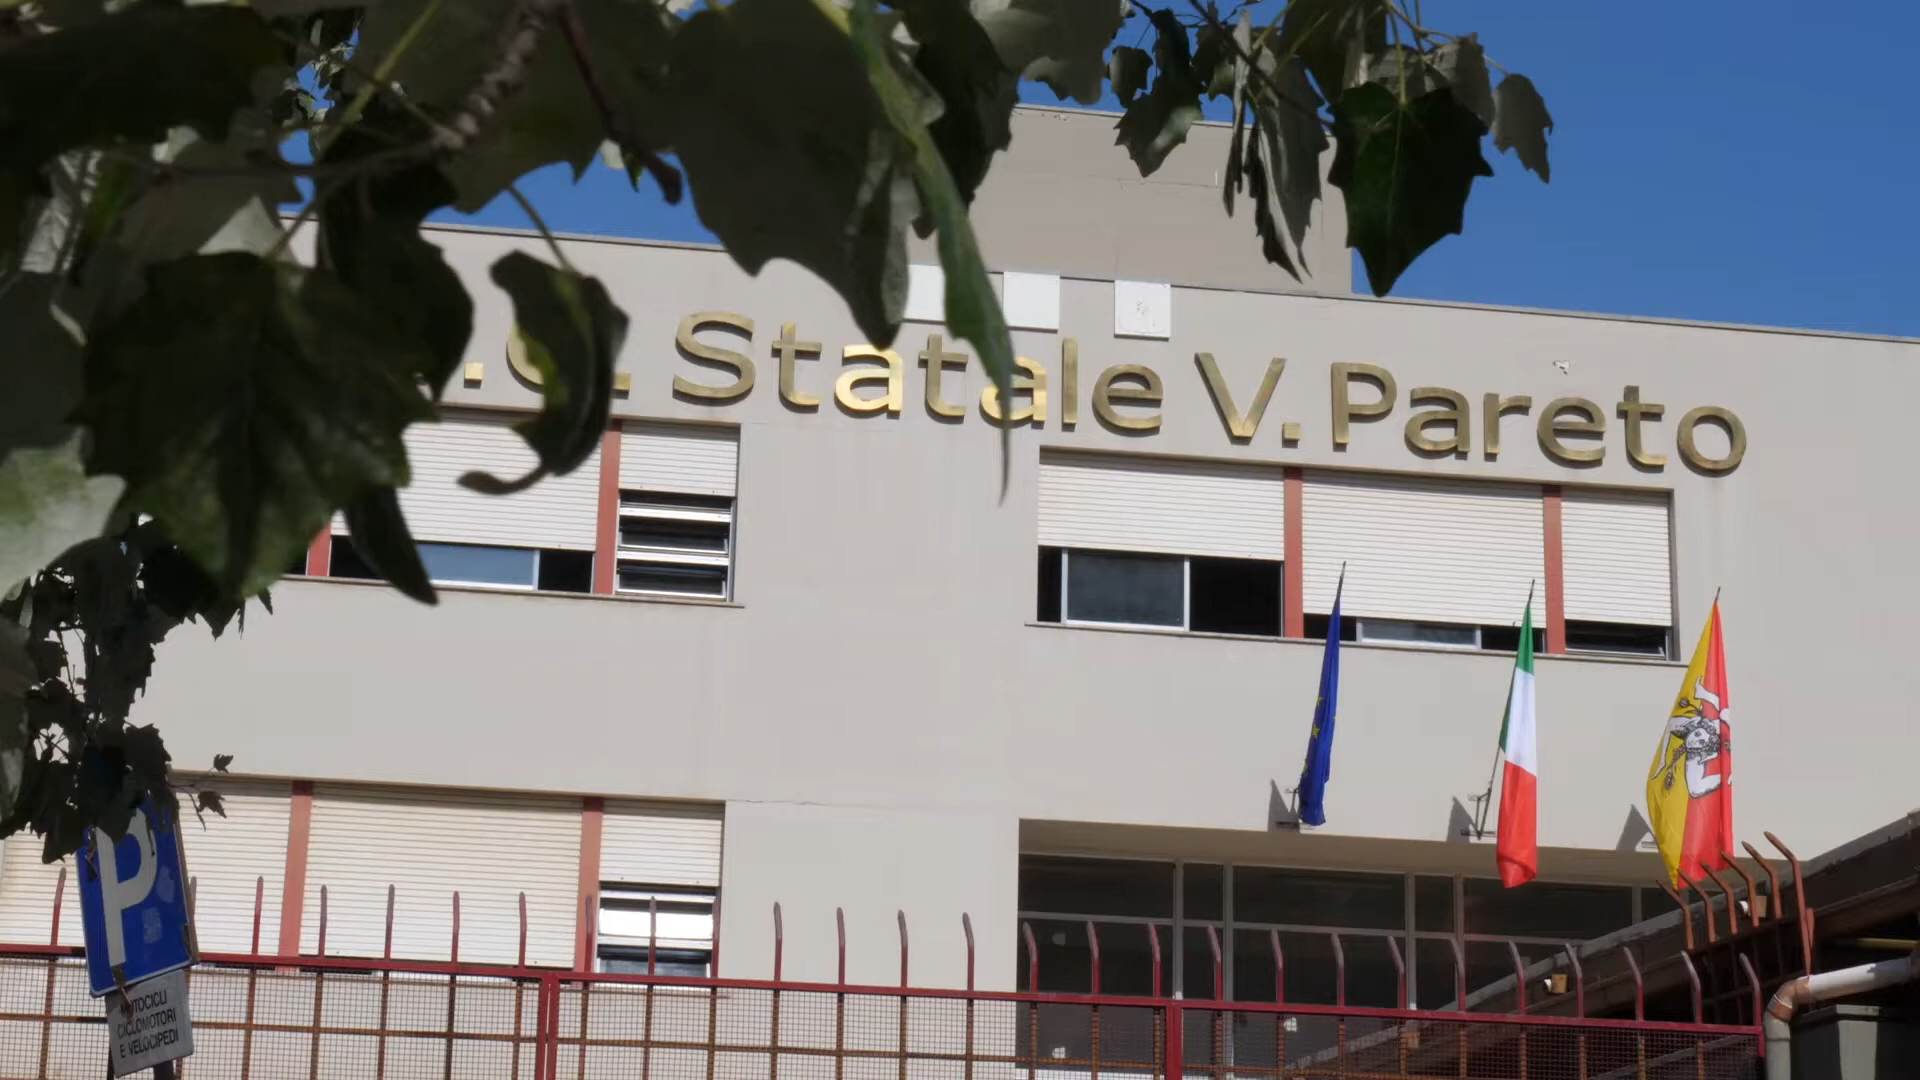 .C. Statale V. Pareto
P
MOTOCICLI
CICLOMOTORI
E VELOCIPEDI